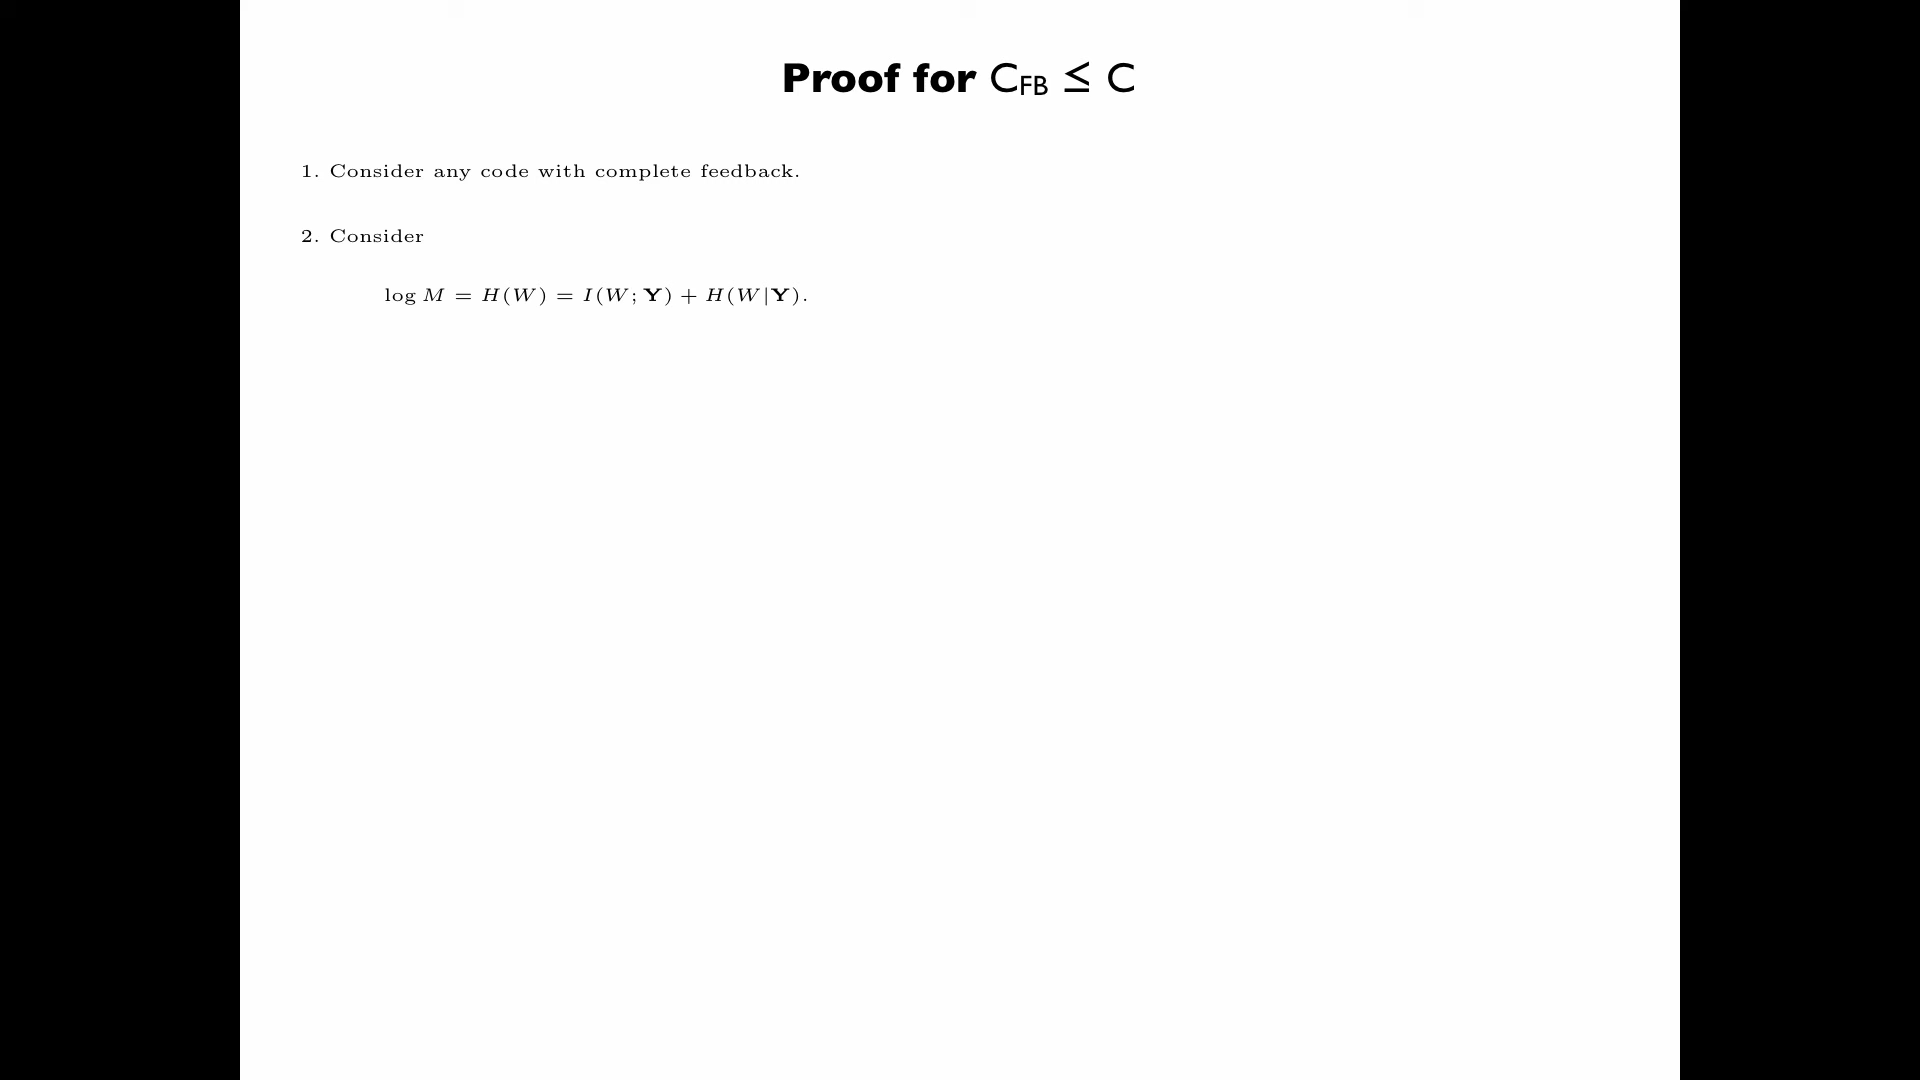 Proof for C_FB ≤ C
1. Consider any code with complete feedback.
2. Consider
log M = H(W) = I(W; Y) + H(W|Y).